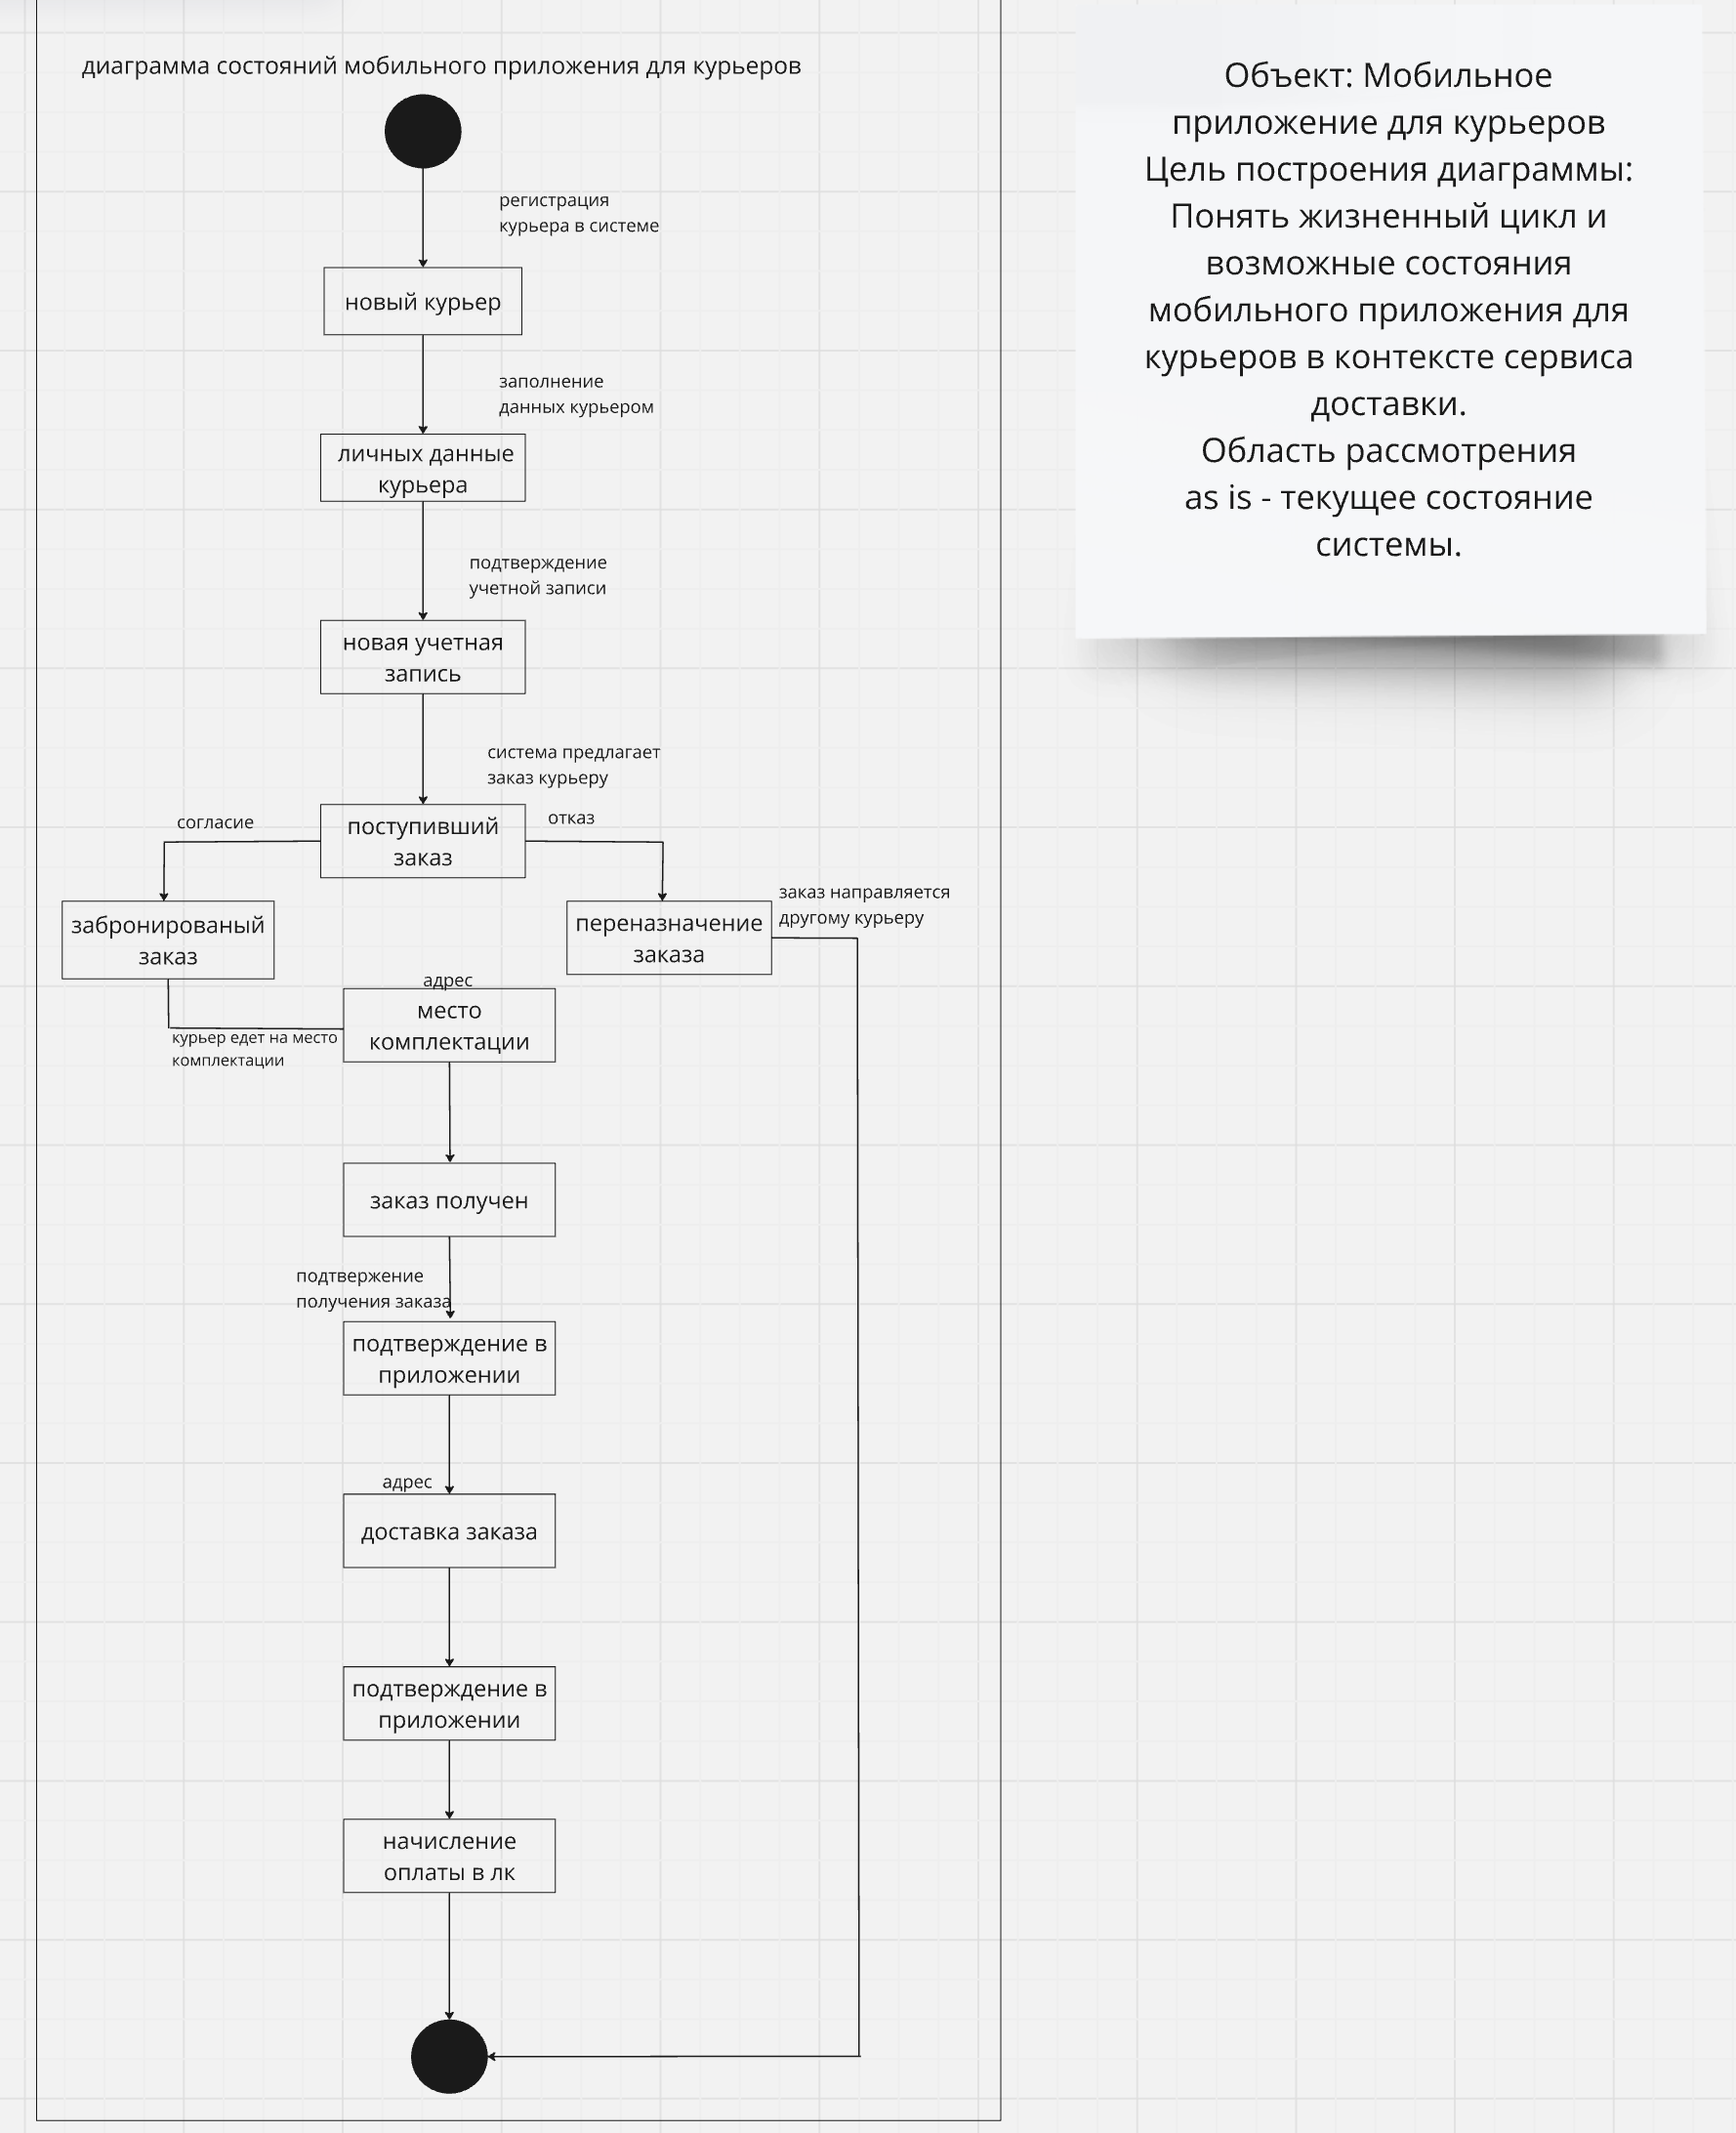 диаграмма состояний мобильного приложения для курьеров
регистрация
курьера в системе
новый курьер
заполнение
данных курьером
личных данные
курьера
подтверждение
учетной записи
новая учетная
запись
система предлагает
заказ курьеру
согласие
поступивший
заказ
отказ
забронированый
заказ
переназначение
заказа
заказ направляется
другому курьеру
адрес
место
комплектации
курьер едет на место
комплектации
заказ получен
подтвержение
получения заказа
подтверждение в
приложении
адрес
доставка заказа
подтверждение в
приложении
начисление
оплаты в лк
Объект: Мобильное
приложение для курьеров
Цель построения диаграммы:
Понять жизненный цикл и
возможные состояния
мобильного приложения для
курьеров в контексте сервиса
доставки.
Область рассмотрения
as is - текущее состояние
системы.